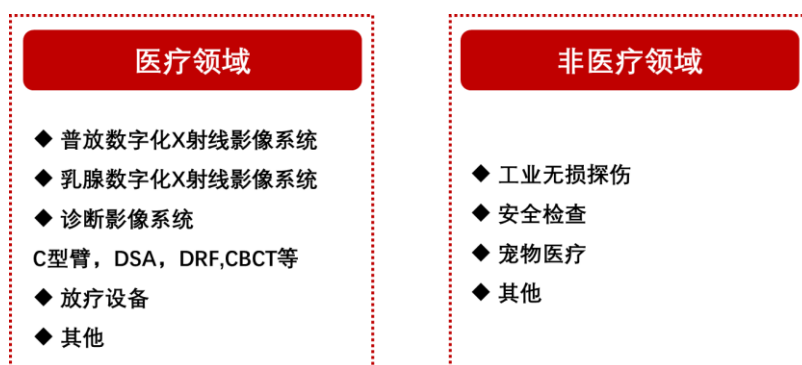 医疗领域
◆ 普放数字化X射线影像系统
◆ 乳腺数字化X射线影像系统
◆ 诊断影像系统
C型臂，DSA，DRF,CBCT等
◆ 放疗设备
◆ 其他
非医疗领域
◆ 工业无损探伤
◆ 安全检查
◆ 宠物医疗
◆ 其他